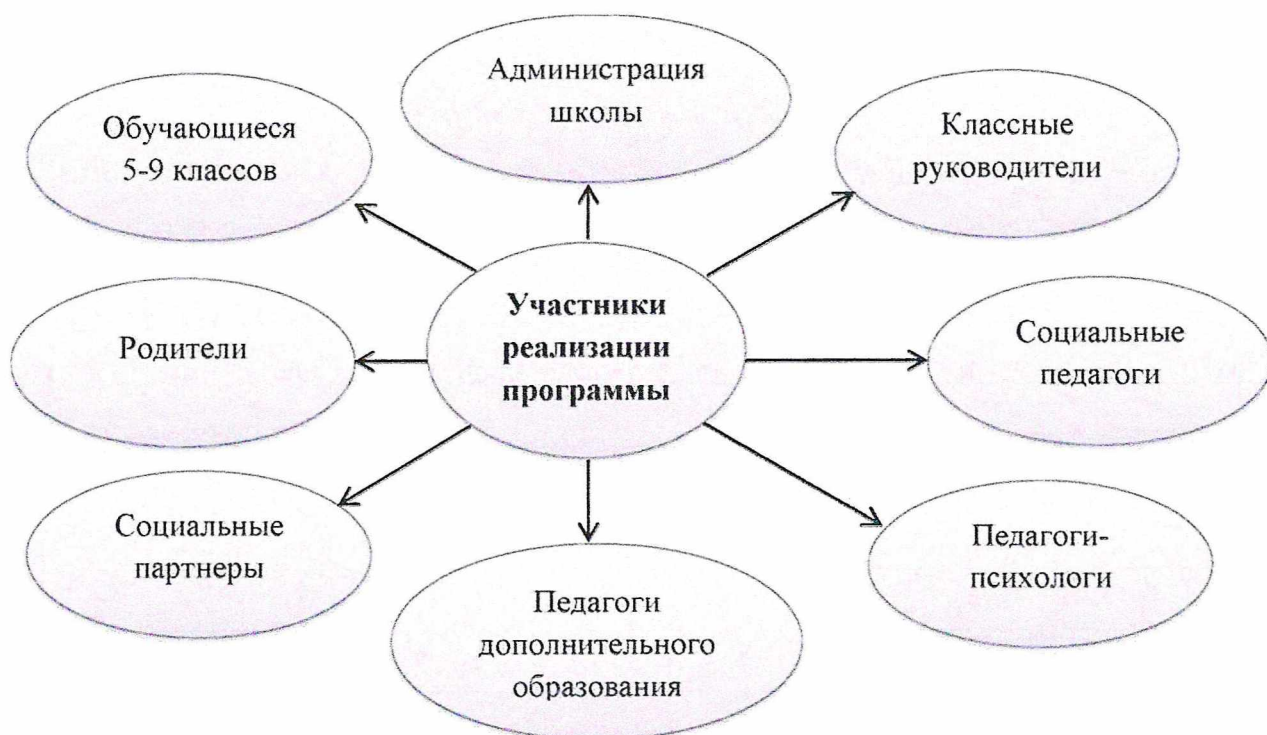 Администрация
школы
Обучающиеся
5-9 классов
Классные
руководители
Участники
реализации
программы
Родители
Социальные
педагоги
Социальные
партнеры
Педагоги-
психологи
Педагоги
дополнительного
образования